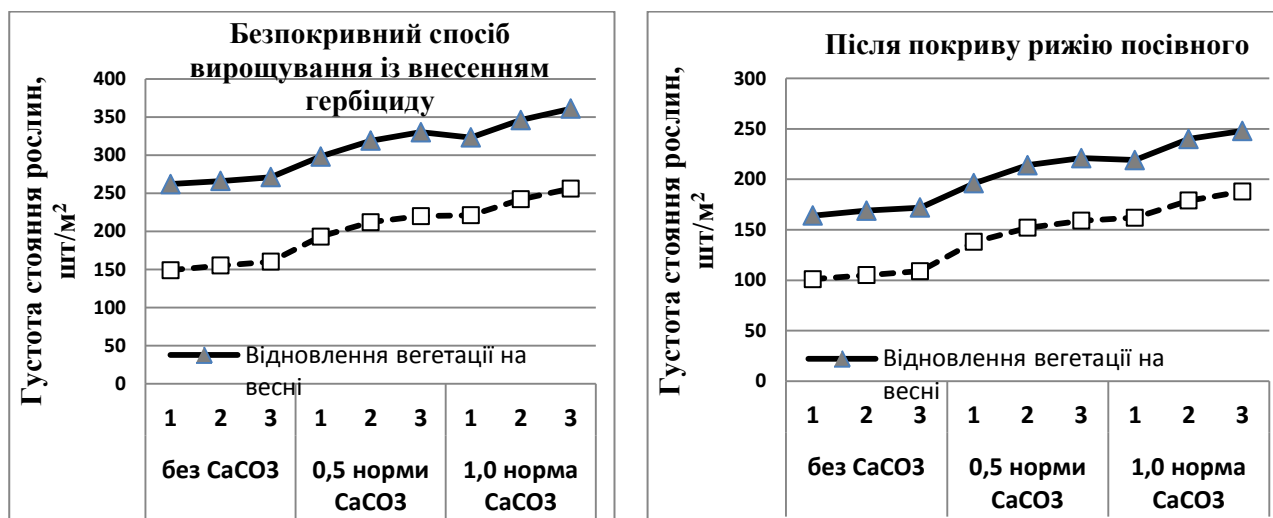 Безпокривний спосіб
вирощування із внесенням
гербіциду
Густота стояння рослин,
шт/м²
400
350
300
250
200
150
100
50
0
Відновлення вегетації на
весні
1 2 3 1 2 3 1 2 3
без CaCO3 0,5 норми 1,0 норма
CaCO3 CaCO3
Після покриву рижію посівного
Густота стояння рослин,
шт/м²
300
250
200
150
100
50
0
Відновлення вегетації на
весні
1 2 3 1 2 3 1 2 3
без CaCO3 0,5 норми 1,0 норма
CaCO3 CaCO3